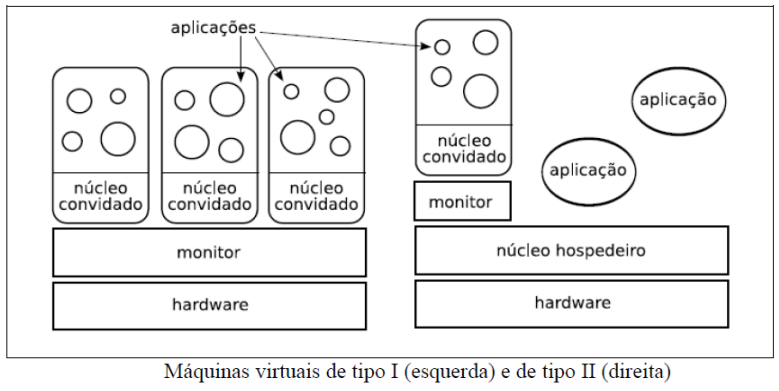 aplicações
núcleo
convidado
núcleo
convidado
núcleo
convidado
monitor
hardware
núcleo
convidado
monitor
aplicação
aplicação
núcleo hospedeiro
hardware
Máquinas virtuais de tipo I (esquerda) e de tipo II (direita)